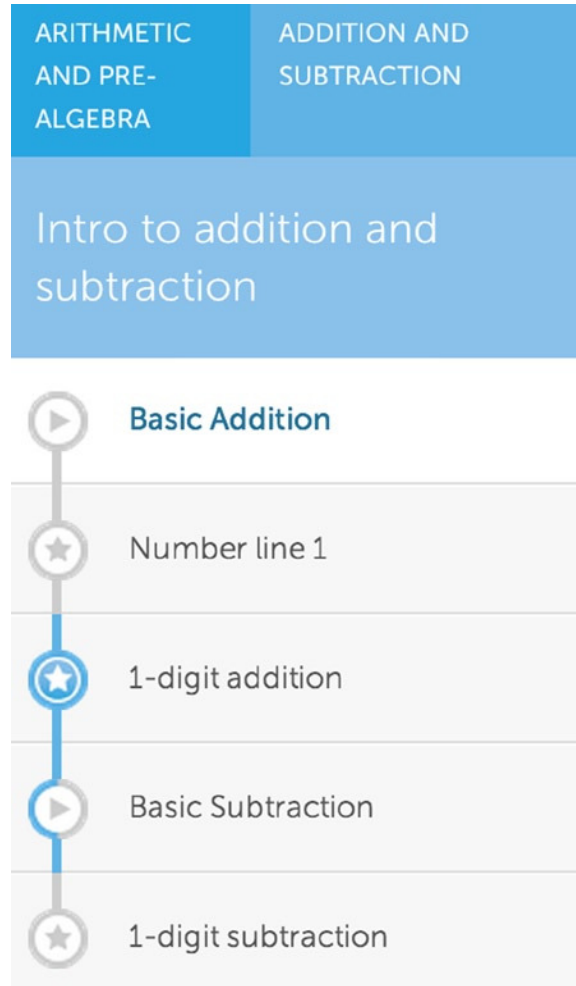 ARITHMETIC
AND PRE-
ALGEBRA
ADDITION AND
SUBTRACTION
Intro to addition and
subtraction
Basic Addition
Number line 1
1-digit addition
Basic Subtraction
1-digit subtraction